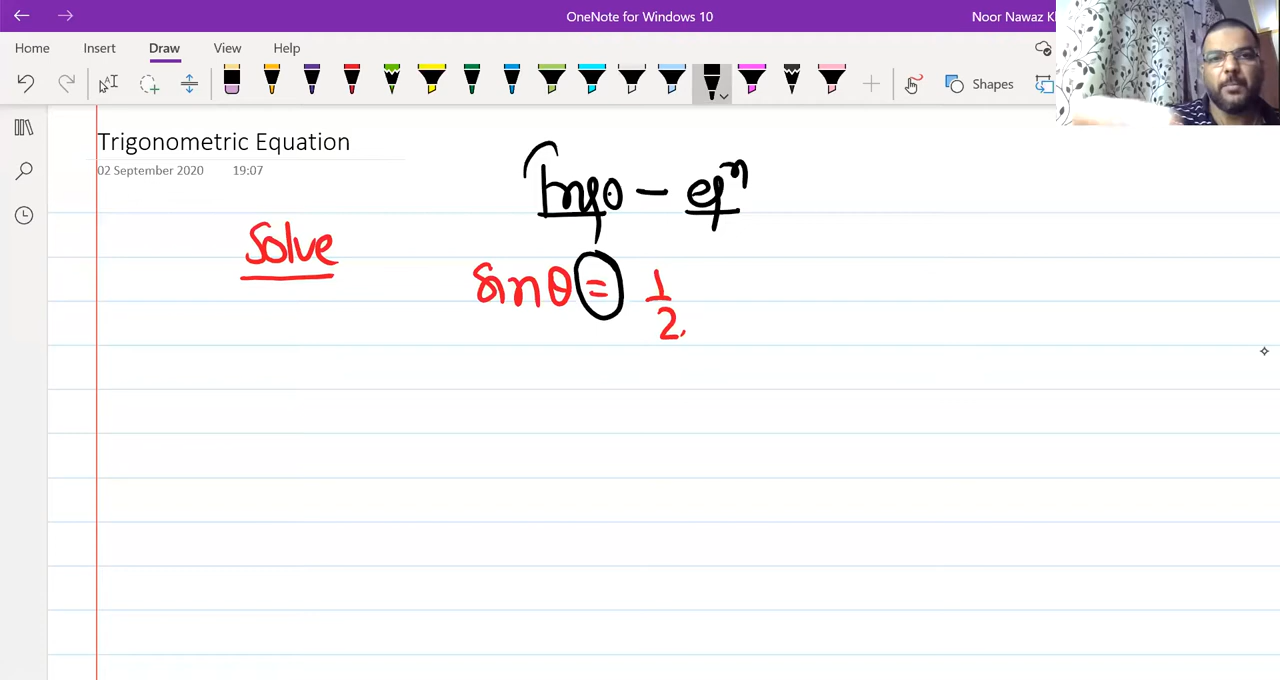 OneNote for Windows 10
Noor Nawaz Kh
Home Insert Draw View Help
Shapes
Trigonometric Equation
02 September 2020 19:07
Trigo - eqⁿ
Solve
sinθ = 1/2